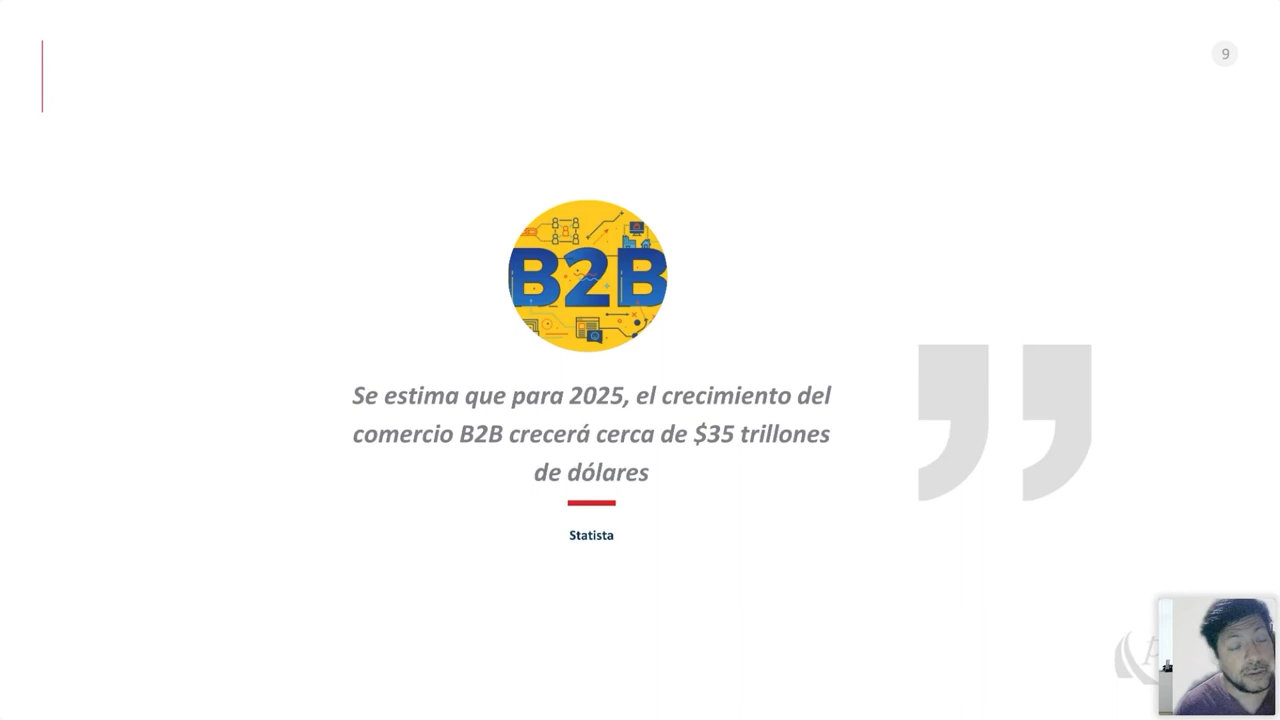 9
B2B
Se estima que para 2025, el crecimiento del
comercio B2B crecerá cerca de $35 trillones
de dólares
Statista